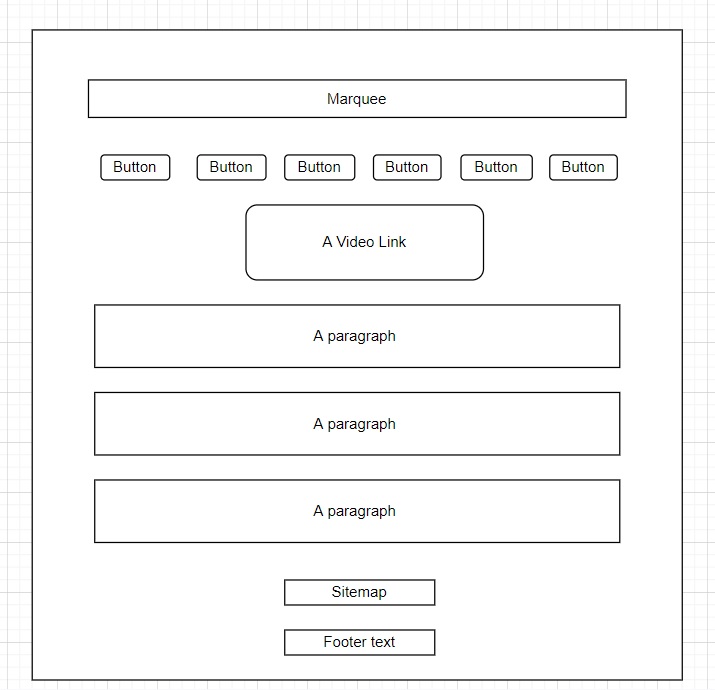 Marquee
Button Button Button Button Button Button
A Video Link
A paragraph
A paragraph
A paragraph
Sitemap
Footer text